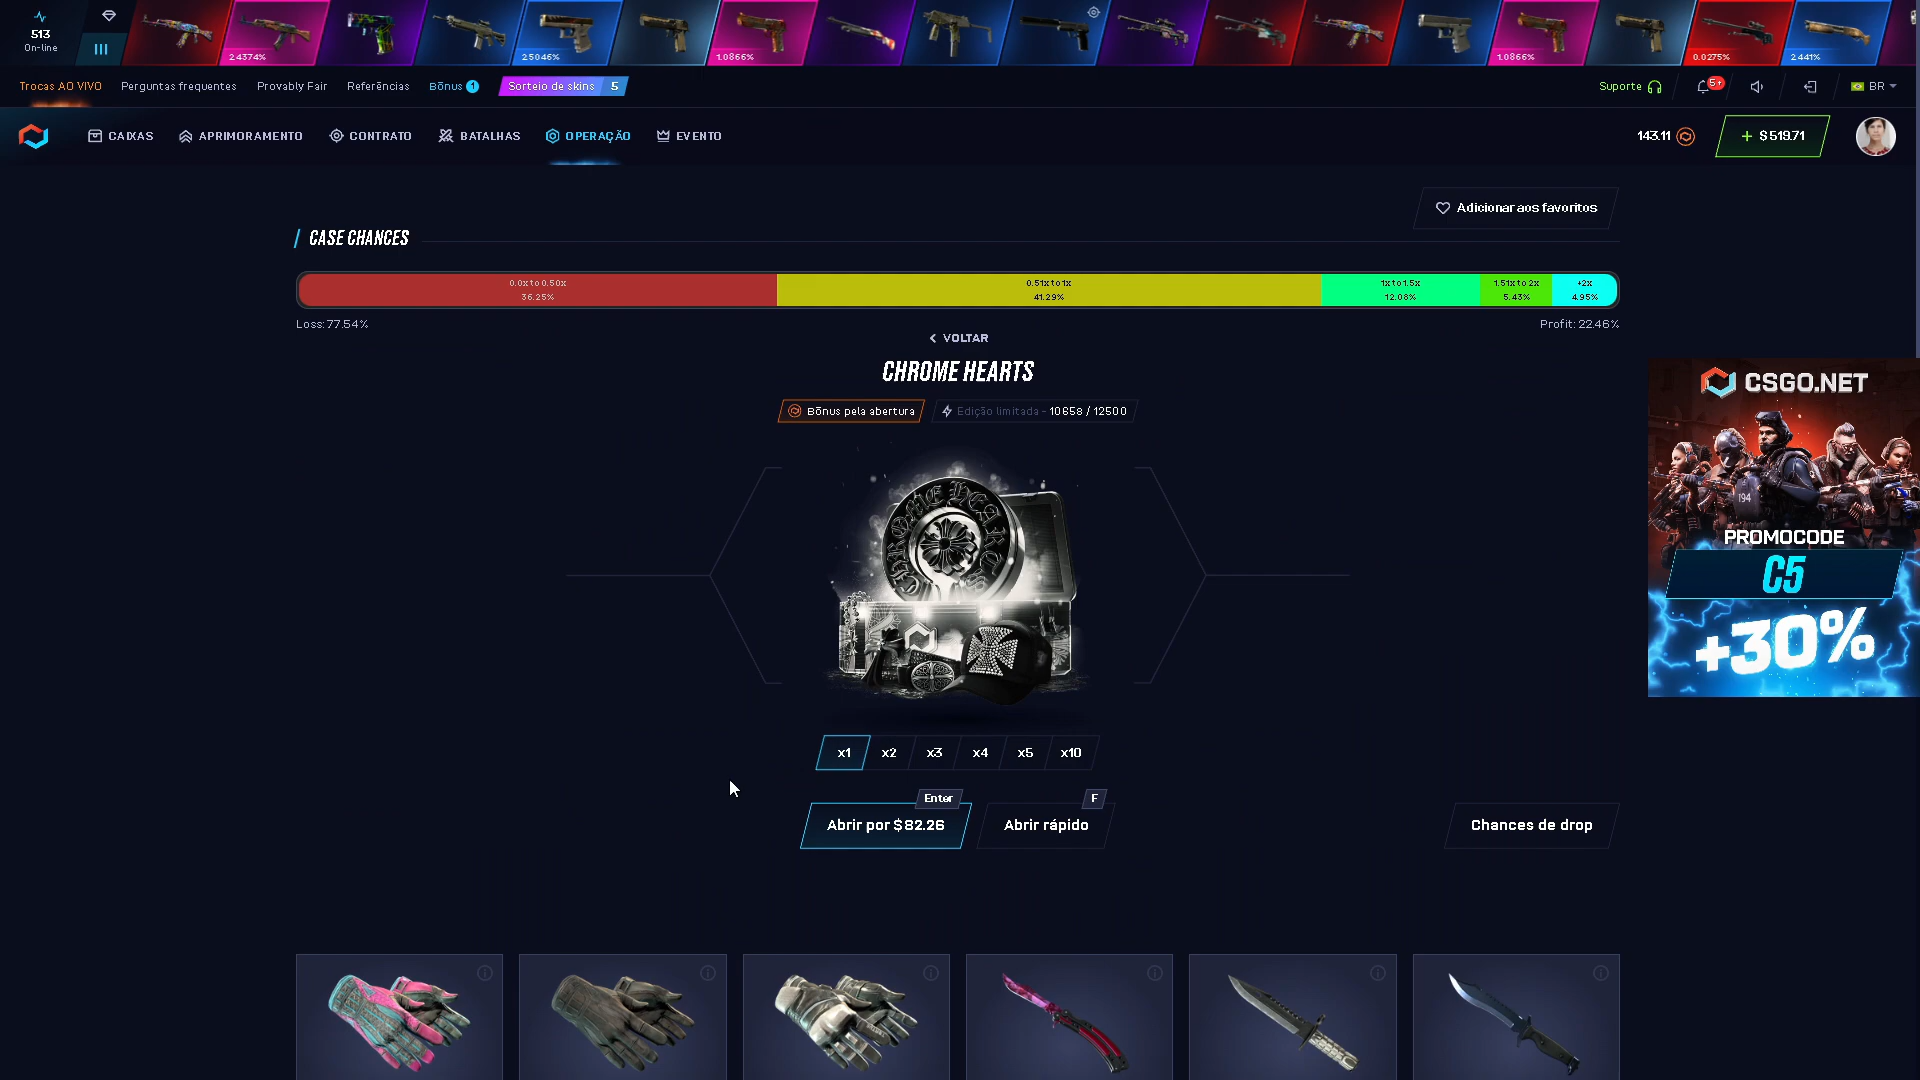 513
On-line
2.4374%
2.5046%
1.0866%
1.0866%
0.0275%
2.441%
Trocas AO VIVO
Perguntas frequentes
Provably Fair
Referências
Bônus 1
Sorteio de skins 5
Suporte
5+
BR
CAIXAS
APRIMORAMENTO
CONTRATO
BATALHAS
OPERAÇÃO
EVENTO
143.11
+ $ 519.71
Adicionar aos favoritos
CASE CHANCES
0.0x to 0.50x
36.25%
0.51x to 1x
41.29%
1x to 1.5x
12.08%
1.51x to 2x
5.43%
+2x
4.95%
Loss: 77.54%
Profit: 22.46%
VOLTAR
CHROME HEARTS
Bônus pela abertura
Edição limitada - 10658 / 12500
CHROME HEARTS
CSGO.NET
194
PROMOCODE
C5
+30%
x1
x2
x3
x4
x5
x10
Enter
F
Abrir por $ 82.26
Abrir rápido
Chances de drop